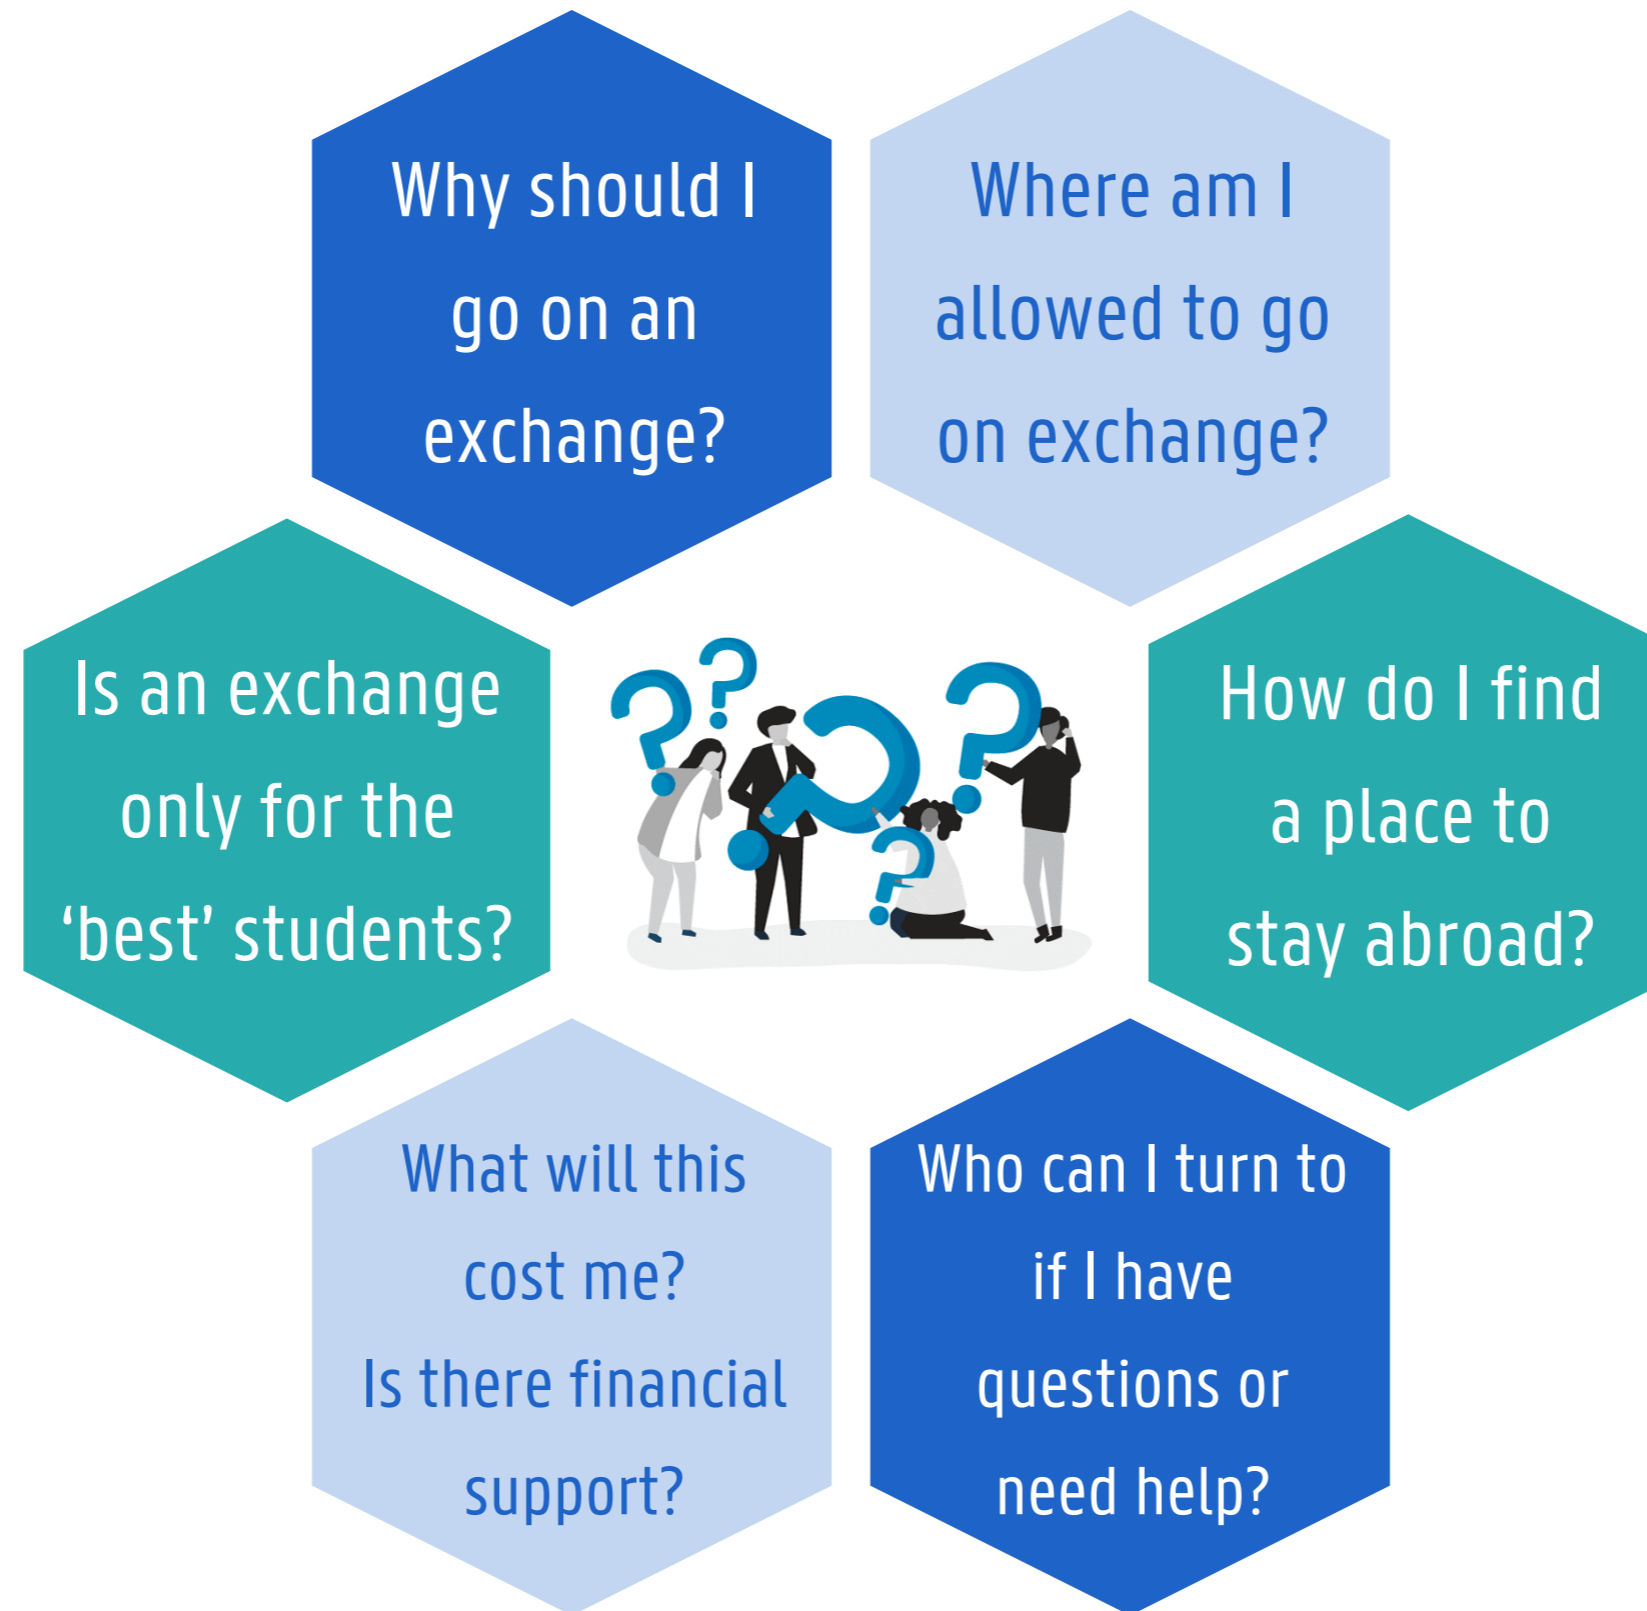 Why should I
go on an
exchange?
Where am I
allowed to go
on exchange?
Is an exchange
only for the
‘best’ students?
How do I find
a place to
stay abroad?
What will this
cost me?
Is there financial
support?
Who can I turn to
if I have
questions or
need help?